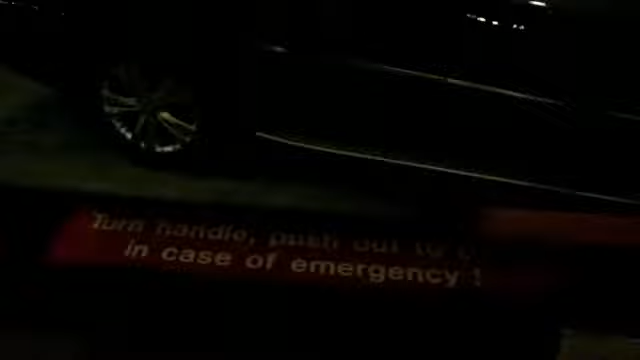 Turn handle, push out to
in case of emergency!